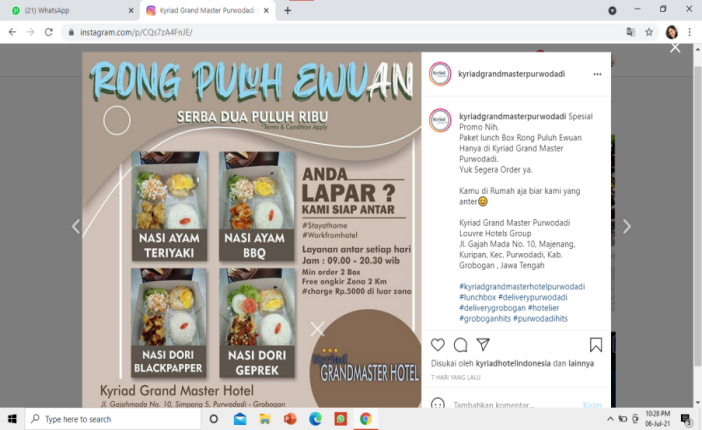 (21) WhatsApp
Kyriad Grand Master Purwodadi
instagram.com/p/CQs7zA4FnJE/
RONG PULUH EWUAN
SERBA DUA PULUH RIBU
*Terms & Condition Apply
NASI AYAM
TERIYAKI
NASI AYAM
BBQ
NASI DORI
BLACKPAPPER
NASI DORI
GEPREK
ANDA
LAPAR ?
KAMI SIAP ANTAR
#Stayathome
#Workfromhotel
Layanan antar setiap hari
Jam : 09.00 - 20.30 wib
Min order 2 Box
Free ongkir Zona 2 Km
#charge Rp.5000 di luar zona
Kyriad
GRANDMASTER HOTEL
Kyriad Grand Master Hotel
Jl. Gajahmada No. 10, Simpang 5, Purwodadi - Grobogan
kyriadgrandmasterpurwodadi
kyriadgrandmasterpurwodadi Spesial
Promo Nih,
Paket lunch Box Rong Puluh Ewuan
Hanya di Kyriad Grand Master
Purwodadi.
Yuk Segera Order ya.
Kamu di Rumah aja biar kami yang
anter😊
Kyriad Grand Master Purwodadi
Louvre Hotels Group
Jl. Gajah Mada No. 10, Majenang,
Kuripan, Kec. Purwodadi, Kab.
Grobogan , Jawa Tengah
#kyriadgrandmasterhotelpurwodadi
#lunchbox #deliverypurwodadi
#deliverygrobogan #hotelier
#groboganhits #purwodadihits
Disukai oleh kyriadhotelindonesia dan lainnya
7 HARI YANG LALU
Tambahkan komentar...
Kirim
Type here to search
10:28 PM
06-Jul-21